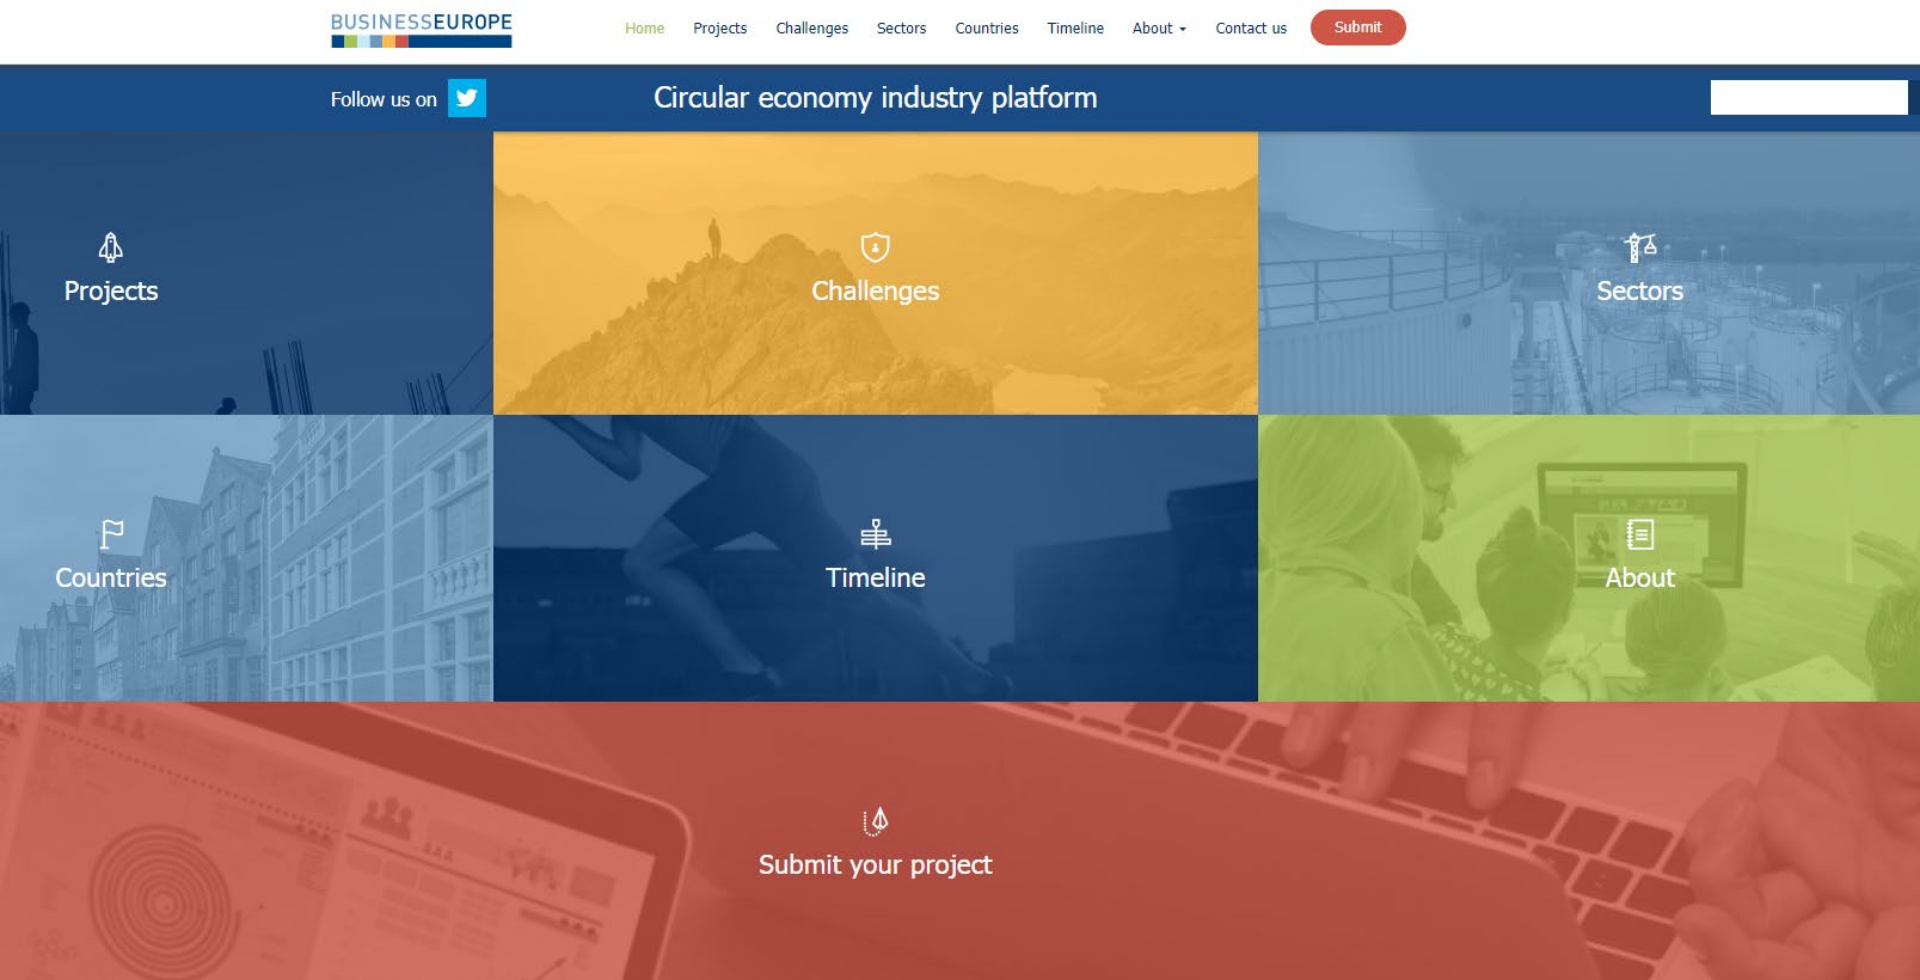 BUSINESSEUROPE
Home Projects Challenges Sectors Countries Timeline About Contact us Submit
Follow us on
Circular economy industry platform
Projects
Challenges
Sectors
Countries
Timeline
About
Submit your project